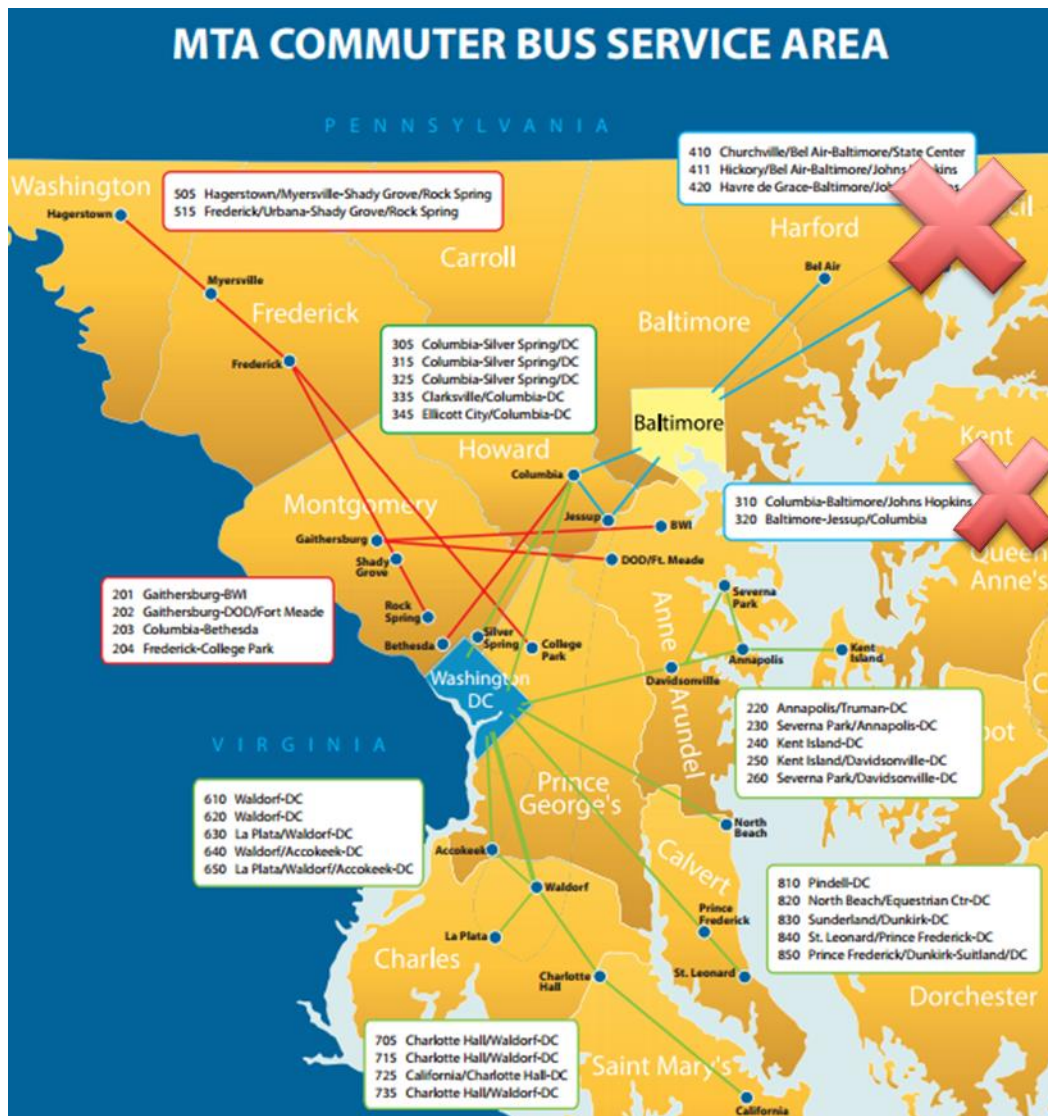 MTA COMMUTER BUS SERVICE AREA
PENNSYLVANIA
410 Churchville/Bel Air-Baltimore/State Center
411 Hickory/Bel Air-Baltimore/Johns
420 Havre de Grace-Baltimore/
Washington
Hagerstown
505 Hagerstown/Myersville-Shady Grove/Rock Spring
515 Frederick/Urbana-Shady Grove/Rock Spring
Harford
Carroll
Bel Air
Myersville
Frederick
Baltimore
305 Columbia-Silver Spring/DC
315 Columbia-Silver Spring/DC
325 Columbia-Silver Spring/DC
335 Clarksville/Columbia-DC
345 Ellicott City/Columbia-DC
Frederick
Baltimore
Kent
Howard
Columbia
Montgomery
310 Columbia-Baltimore/Johns Hopkins
320 Baltimore-Jessup/Columbia
Jessup
BWI
Gaithersburg
Shady
Grove
DOD/Ft. Meade
Queen
Anne's
201 Gaithersburg-BWI
202 Gaithersburg-DOD/Fort Meade
203 Columbia-Bethesda
204 Frederick-College Park
Severna
Park
Rock
Spring
Anne
Arundel
Bethesda
Silver
Spring
College
Park
Annapolis
Kent
Island
Davidsonville
Washington
DC
220 Annapolis/Truman-DC
230 Severna Park/Annapolis-DC
240 Kent Island-DC
250 Kent Island/Davidsonville-DC
260 Severna Park/Davidsonville-DC
VIRGINIA
Prince
George's
610 Waldorf-DC
620 Waldorf-DC
630 La Plata/Waldorf-DC
640 Waldorf/Accokeek-DC
650 La Plata/Waldorf/Accokeek-DC
North
Beach
Accokeek
Calvert
Waldorf
Prince
Frederick
810 Pindell-DC
820 North Beach/Equestrian Ctr-DC
830 Sunderland/Dunkirk-DC
840 St. Leonard/Prince Frederick-DC
850 Prince Frederick/Dunkirk-Suitland/DC
La Plata
Charles
Charlotte
Hall
St. Leonard
Dorchester
705 Charlotte Hall/Waldorf-DC
715 Charlotte Hall/Waldorf-DC
725 California/Charlotte Hall-DC
735 Charlotte Hall/Waldorf-DC
Saint Mary's
California